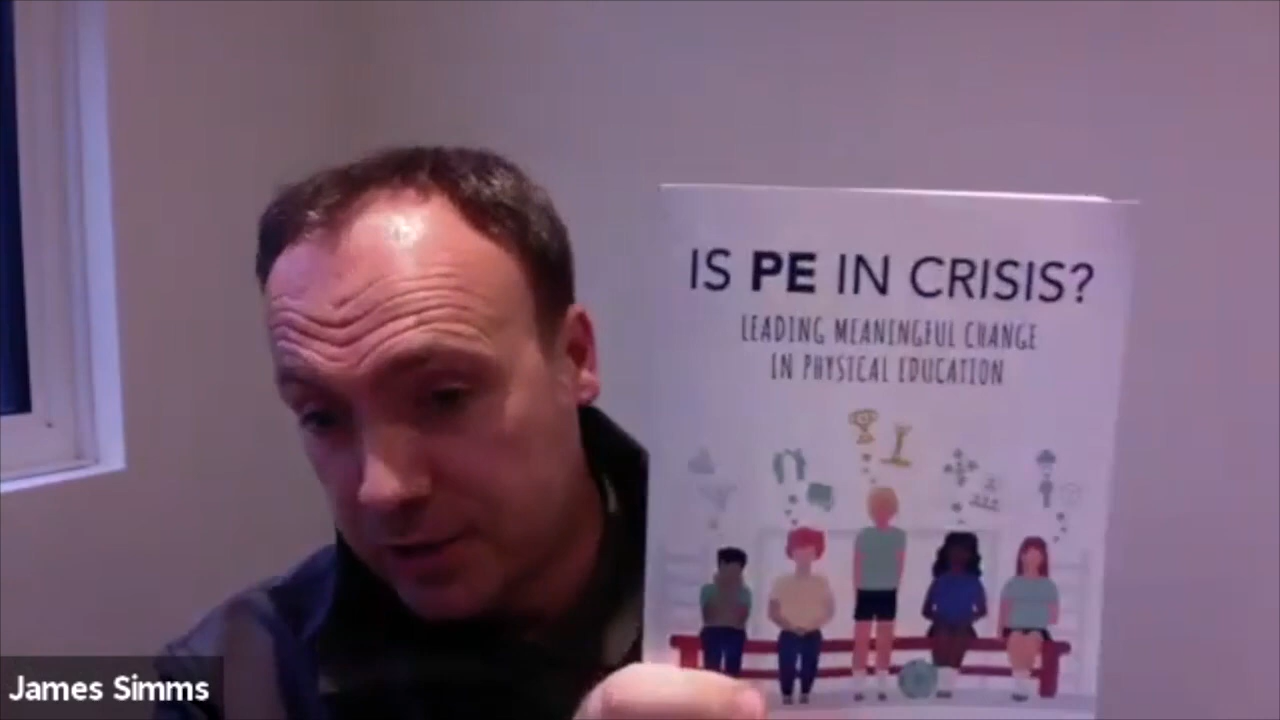 IS PE IN CRISIS?
LEADING MEANINGFUL CHANGE
IN PHYSICAL EDUCATION
James Simms